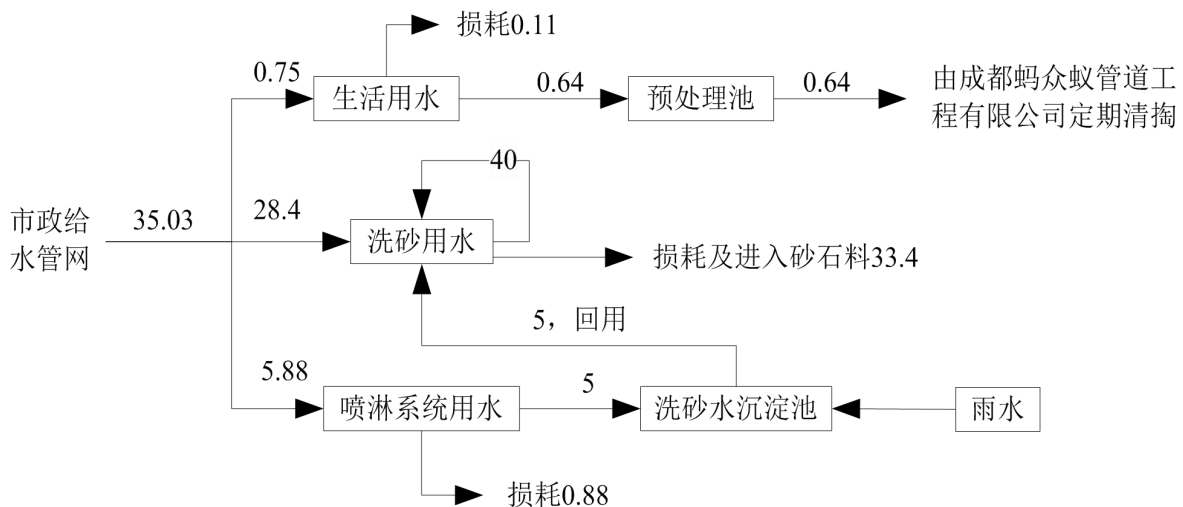 损耗0.11
0.75
生活用水
0.64
预处理池
0.64
由成都蚂众蚁管道工
程有限公司定期清掏
40
市政给
水管网
35.03
28.4
洗砂用水
损耗及进入砂石料33.4
5，回用
5.88
喷淋系统用水
5
洗砂水沉淀池
雨水
损耗0.88